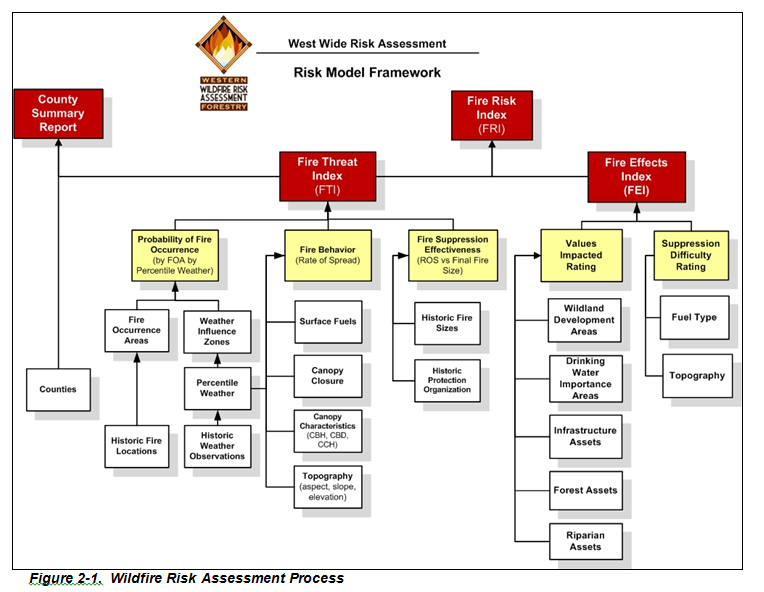 West Wide Risk Assessment
Risk Model Framework
WESTERN
WILDFIRE RISK
ASSESSMENT
FORESTRY
County
Summary
Report
Fire Risk
Index
(FRI)
Fire Threat
Index
(FTI)
Fire Effects
Index
(FEI)
Probability of Fire
Occurrence
(by FOA by
Percentile Weather)
Fire Behavior
(Rate of Spread)
Fire Suppression
Effectiveness
(ROS vs Final Fire
Size)
Values
Impacted
Rating
Suppression
Difficulty
Rating
Fire
Occurrence
Areas
Weather
Influence
Zones
Surface Fuels
Historic Fire
Sizes
Wildland
Development
Areas
Fuel Type
Counties
Percentile
Weather
Canopy
Closure
Historic
Protection
Organization
Drinking
Water
Importance
Areas
Topography
Historic Fire
Locations
Historic
Weather
Observations
Canopy
Characteristics
(CBH, CBD,
CCH)
Infrastructure
Assets
Topography
(aspect, slope,
elevation)
Forest Assets
Riparian
Assets
Figure 2-1. Wildfire Risk Assessment Process